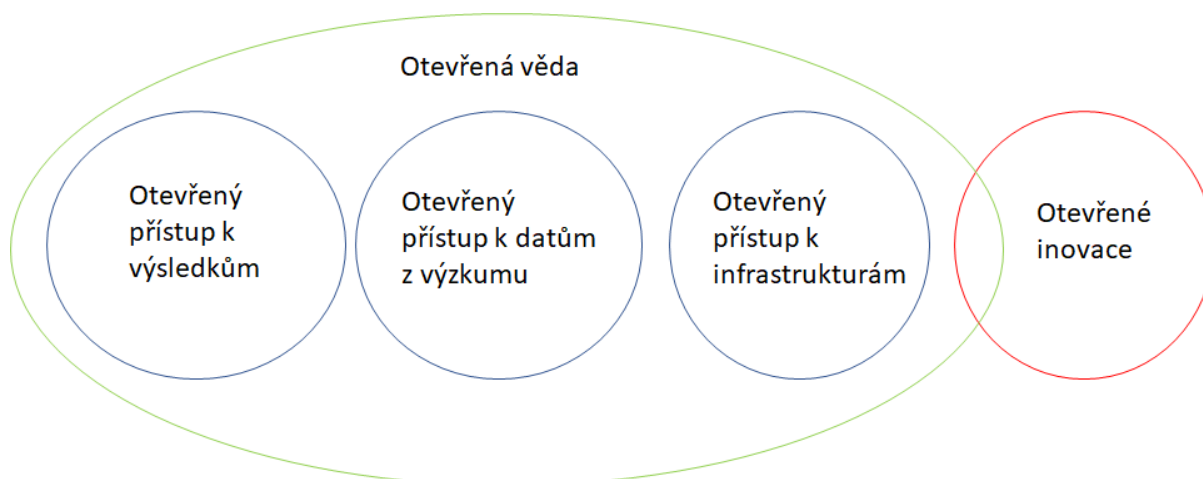 Otevřená věda
Otevřený
přístup k
výsledkům
Otevřený
přístup k datům
z výzkumu
Otevřený
přístup k
infrastrukturám
Otevřené
inovace